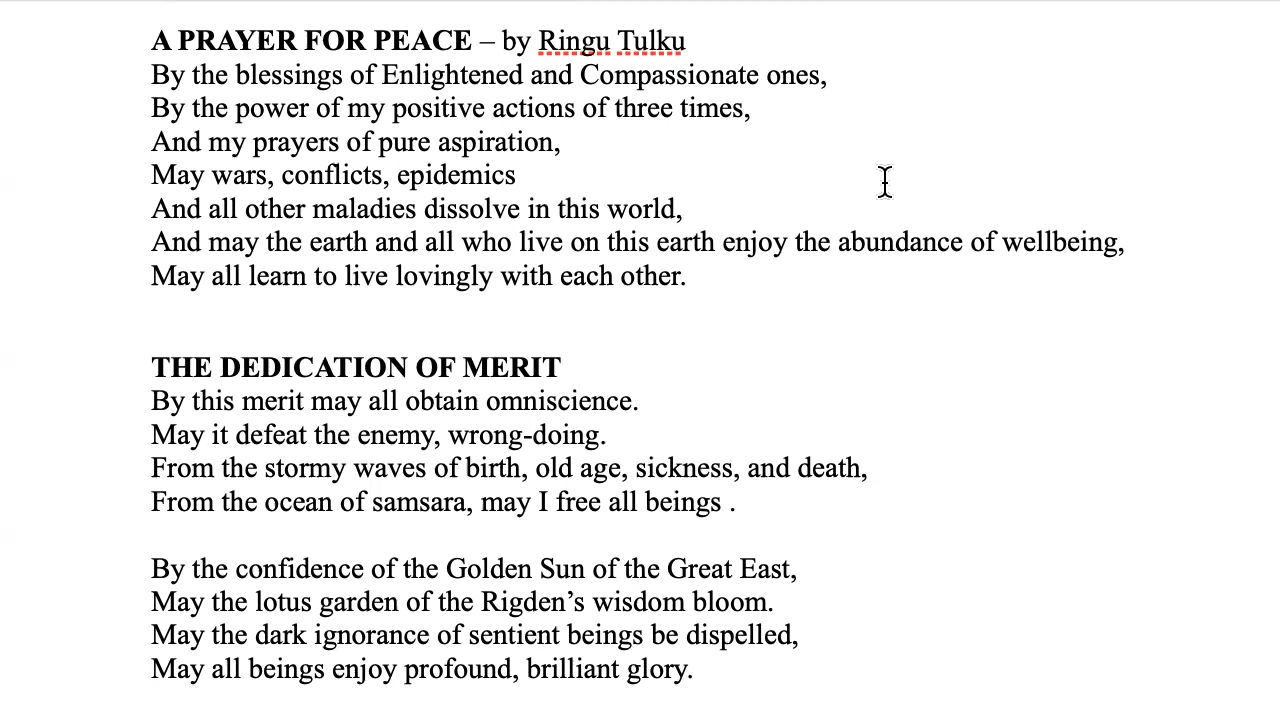 A PRAYER FOR PEACE – by Ringu Tulku
By the blessings of Enlightened and Compassionate ones,
By the power of my positive actions of three times,
And my prayers of pure aspiration,
May wars, conflicts, epidemics
And all other maladies dissolve in this world,
And may the earth and all who live on this earth enjoy the abundance of wellbeing,
May all learn to live lovingly with each other.
THE DEDICATION OF MERIT
By this merit may all obtain omniscience.
May it defeat the enemy, wrong-doing.
From the stormy waves of birth, old age, sickness, and death,
From the ocean of samsara, may I free all beings .
By the confidence of the Golden Sun of the Great East,
May the lotus garden of the Rigden’s wisdom bloom.
May the dark ignorance of sentient beings be dispelled,
May all beings enjoy profound, brilliant glory.